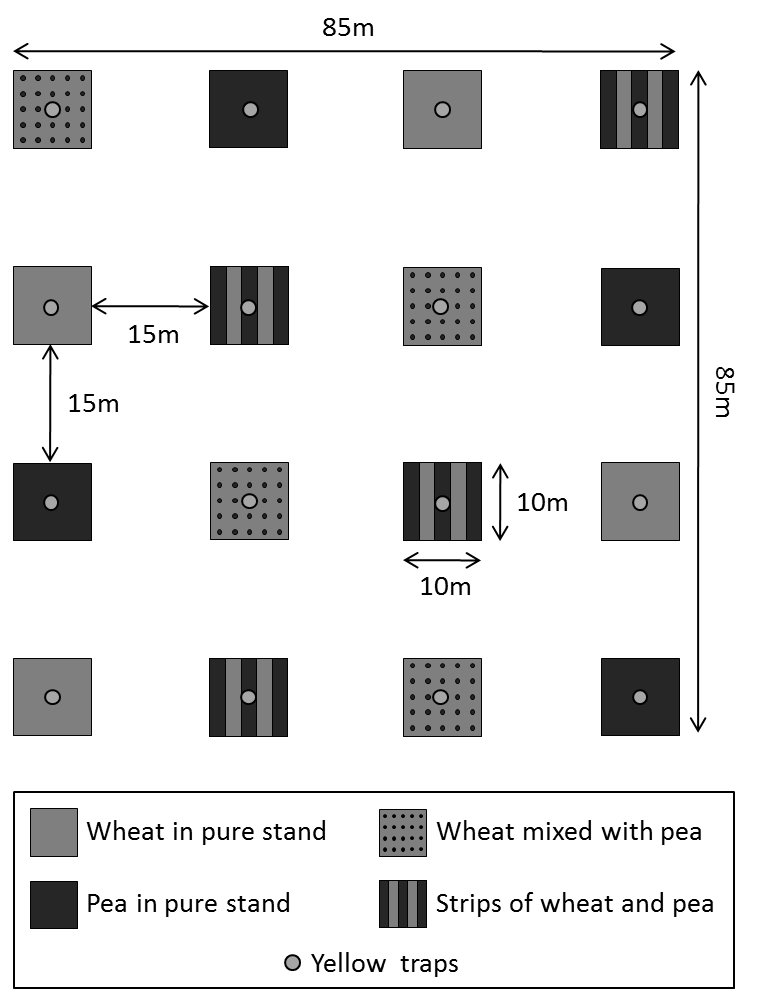 85m
15m
15m
85m
10m
10m
Wheat in pure stand
Wheat mixed with pea
Pea in pure stand
Strips of wheat and pea
Yellow traps